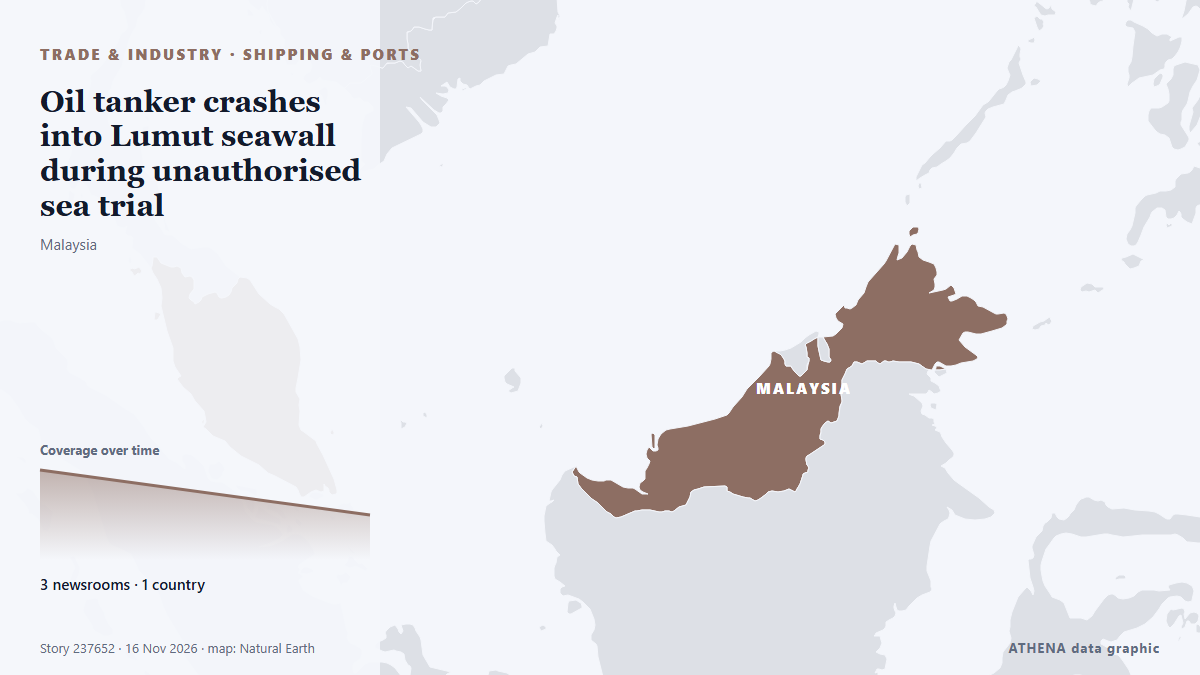 TRADE & INDUSTRY · SHIPPING & PORTS
Oil tanker crashes
into Lumut seawall
during unauthorised
sea trial
Malaysia
MALAYSIA
Coverage over time
3 newsrooms · 1 country
Story 237652 · 16 Nov 2026 · map: Natural Earth
ATHENA data graphic